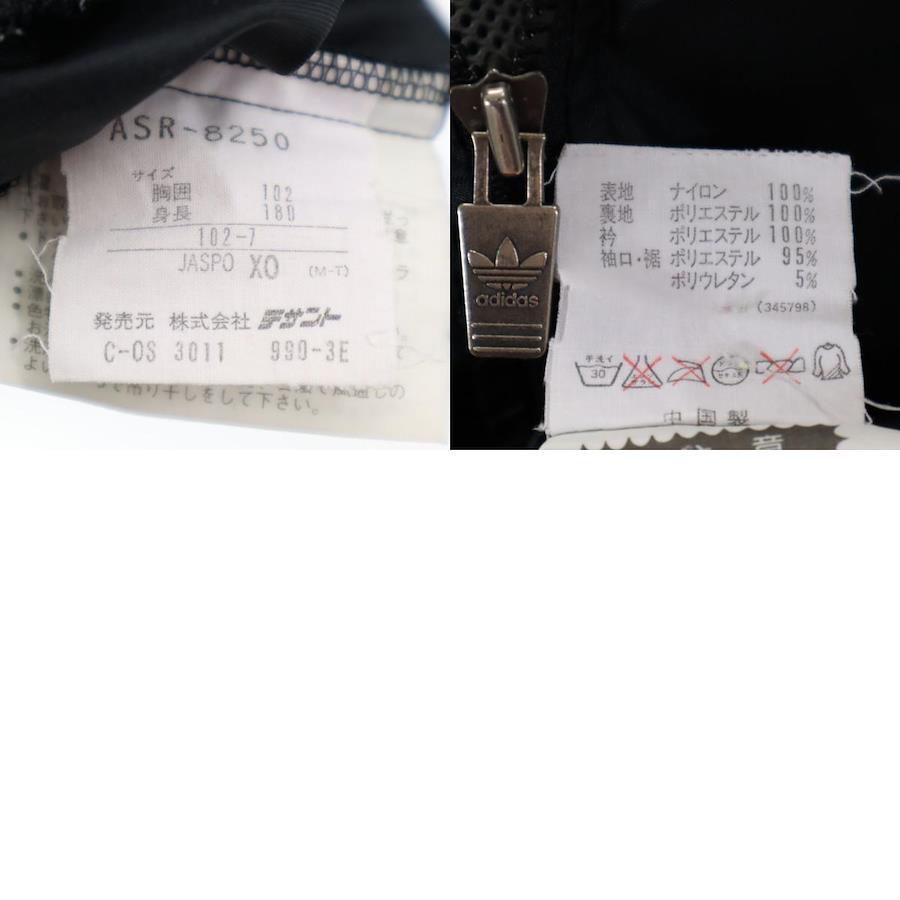 ASR-8250
サイズ
胸囲 102
身長 180
102-7
JASPO XO (M-T)
発売元 株式会社 デサント
C-OS 3011 990-3E
り干しをして下さい。
adidas
表地 ナイロン 100%
裏地 ポリエステル 100%
衿 ポリエステル 100%
袖口・裾 ポリエステル 95%
ポリウレタン 5%
(345798)
手洗イ
30
中国製
注意